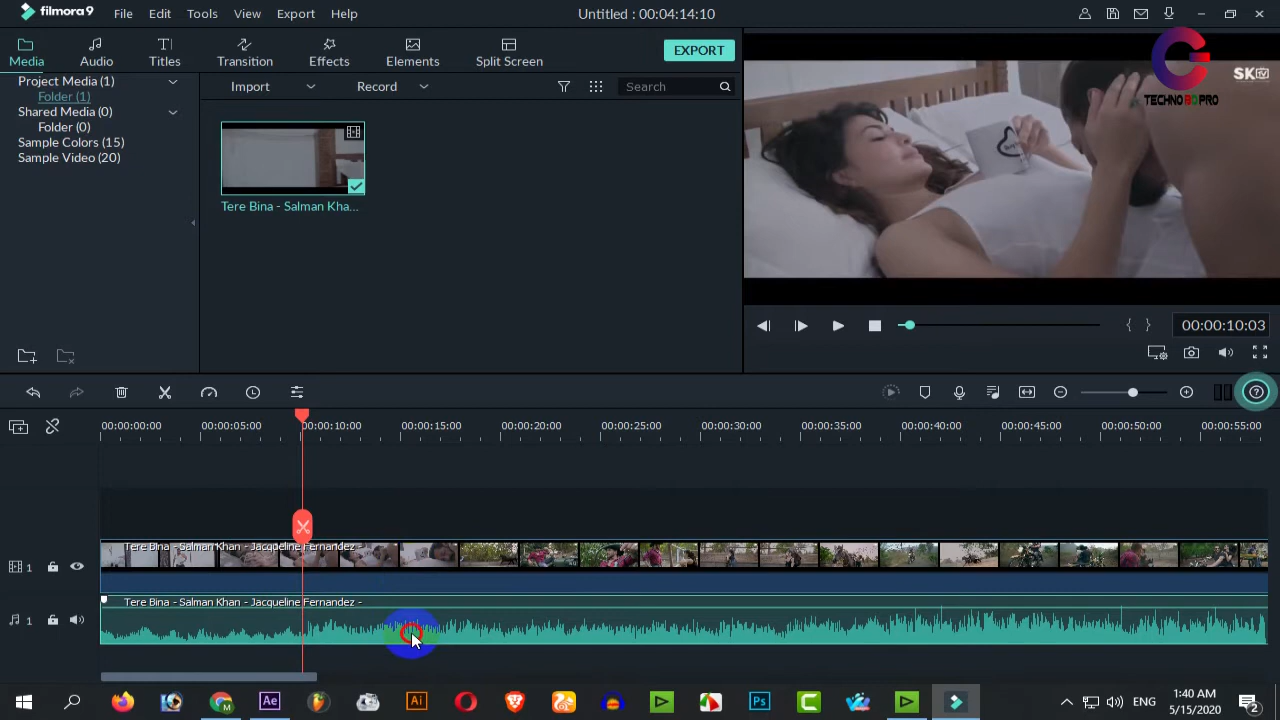 filmora9
File Edit Tools View Export Help
Untitled : 00:04:14:10
Media Audio Titles Transition Effects Elements Split Screen
EXPORT
TECHNO BD PRO
SK TV
Project Media (1)
Folder (1)
Shared Media (0)
Folder (0)
Sample Colors (15)
Sample Video (20)
Import Record Search
Tere Bina - Salman Kha...
00:00:10:03
00:00:00:00 00:00:05:00 00:00:10:00 00:00:15:00 00:00:20:00 00:00:25:00 00:00:30:00 00:00:35:00 00:00:40:00 00:00:45:00 00:00:50:00 00:00:55:00
Tere Bina - Salman Khan - Jacqueline Fernandez -
1
Tere Bina - Salman Khan - Jacqueline Fernandez -
1
Ae Ai Ps
ENG
1:40 AM
5/15/2020
2